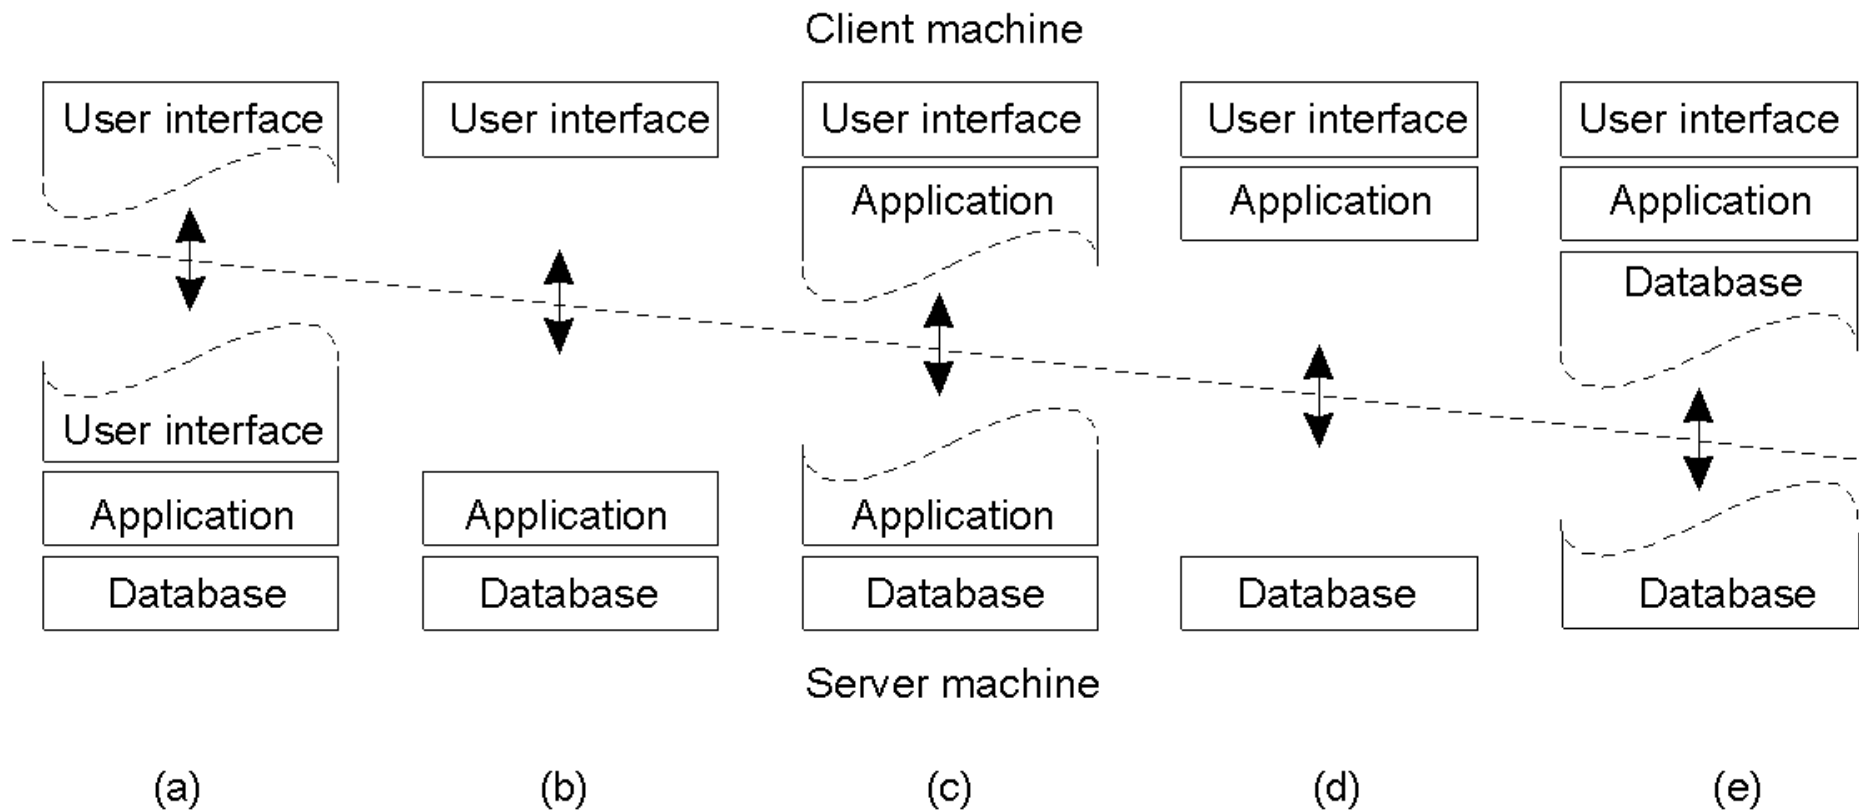 Client machine
User interface
User interface
User interface
User interface
User interface
Application
Application
Application
Database
User interface
Application
Application
Application
Database
Database
Database
Database
Database
Server machine
(a)
(b)
(c)
(d)
(e)